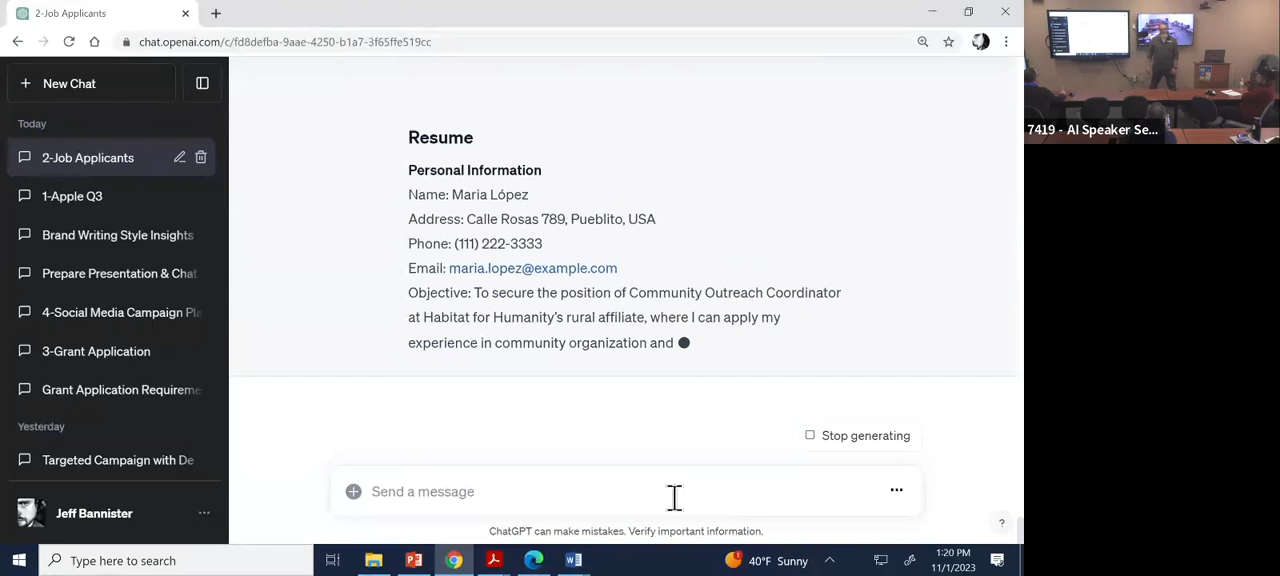 2-Job Applicants
chat.openai.com/c/fd8defba-9aae-4250-b1b1-3f65ffe519cc
New Chat
Today
2-Job Applicants
1-Apple Q3
Brand Writing Style Insights
Prepare Presentation & Chat
4-Social Media Campaign Pla
3-Grant Application
Grant Application Requireme
Yesterday
Targeted Campaign with De
Jeff Bannister
Resume
Personal Information
Name: Maria López
Address: Calle Rosas 789, Pueblito, USA
Phone: (111) 222-3333
Email: maria.lopez@example.com
Objective: To secure the position of Community Outreach Coordinator
at Habitat for Humanity's rural affiliate, where I can apply my
experience in community organization and
Stop generating
Send a message
ChatGPT can make mistakes. Verify important information.
?
7419 - AI Speaker Se...
Type here to search
40°F Sunny
1:20 PM
11/1/2023